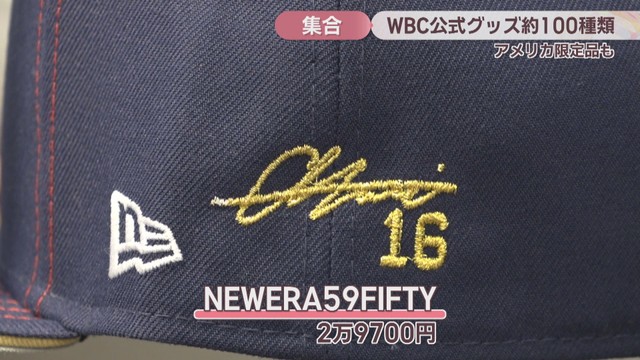 集合
WBC公式グッズ約100種類
アメリカ限定品も
16
NEWERA59FIFTY
2万9700円